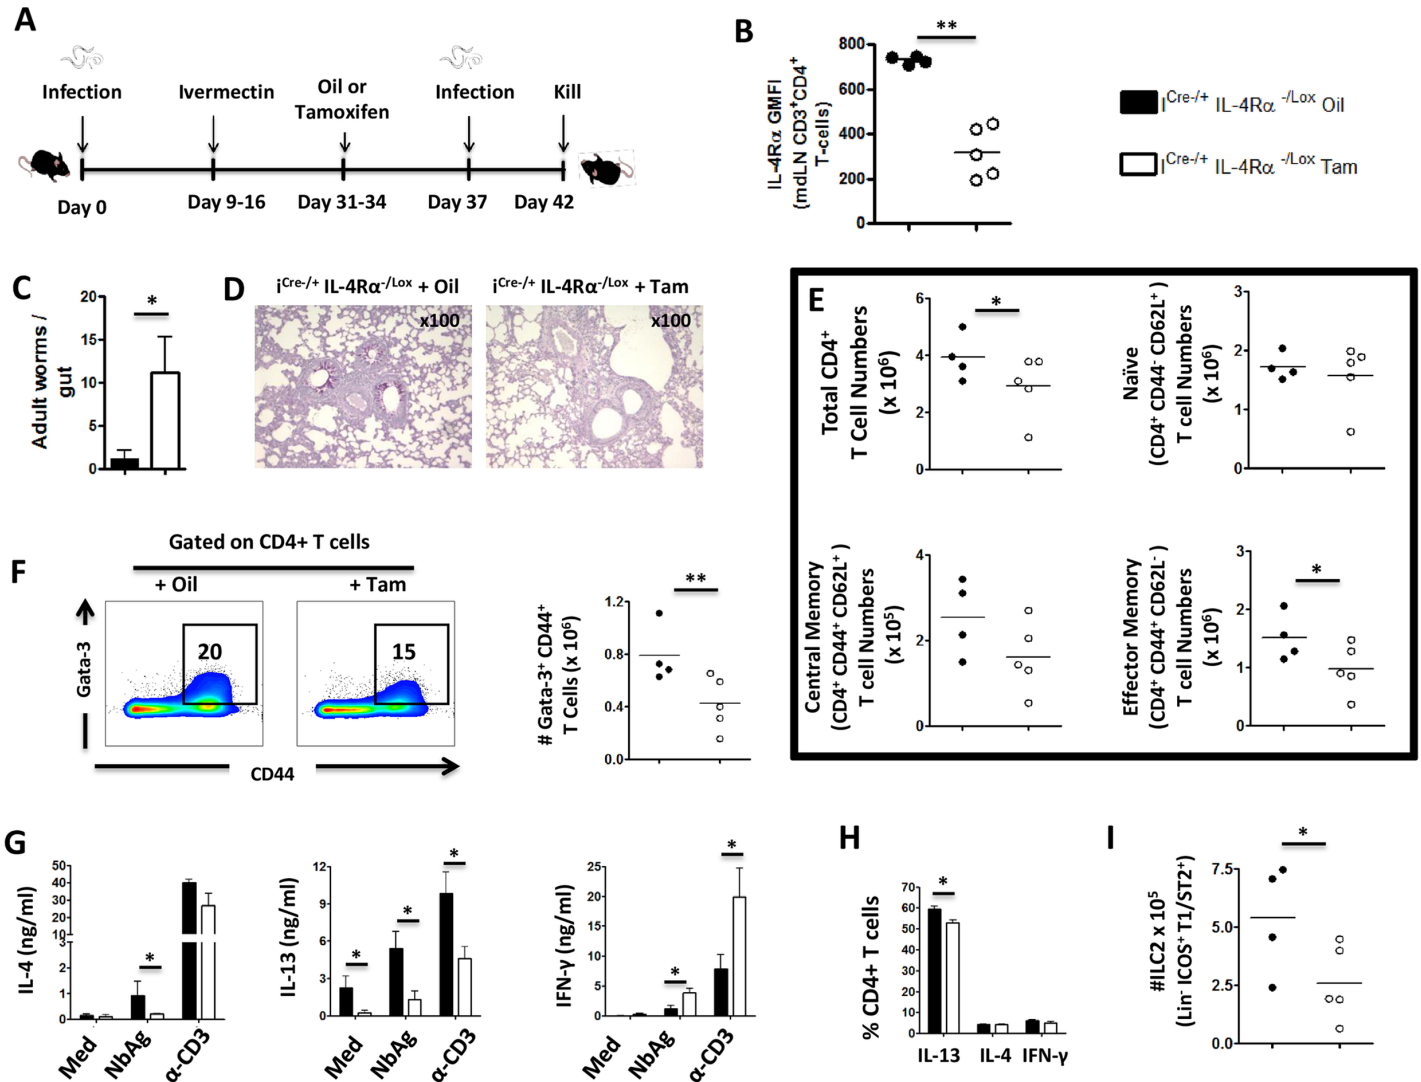 A
Infection
Ivermectin
Oil or
Tamoxifen
Infection
Kill
Day 0
Day 9-16
Day 31-34
Day 37
Day 42
B
IL-4Rα GMFI
(mdLN CD3⁺CD4⁺
T-cells)
800
600
400
200
0
**
I^Cre-/+ IL-4Rα ^-/Lox Oil
I^Cre-/+ IL-4Rα ^-/Lox Tam
C
Adult worms /
gut
20
15
10
5
0
*
D
i^Cre-/+ IL-4Rα^-/Lox + Oil
i^Cre-/+ IL-4Rα^-/Lox + Tam
x100
x100
E
Total CD4⁺
T Cell Numbers
(x 10⁶)
6
4
2
0
*
Naïve
(CD4⁺ CD44⁻ CD62L⁺)
T cell Numbers
(x 10⁶)
3
2
1
0
Central Memory
(CD4⁺ CD44⁺ CD62L⁺ )
T cell Numbers
(x 10⁵)
4
2
0
Effector Memory
(CD4⁺ CD44⁺ CD62L⁻ )
T cell Numbers
(x 10⁶)
3
2
1
0
*
F
Gated on CD4+ T cells
+ Oil
+ Tam
Gata-3
20
15
CD44
# Gata-3⁺ CD44⁺
T Cells (x 10⁶)
1.2
0.8
0.4
0.0
**
G
IL-4 (ng/ml)
50
40
30
20
10
3
2
1
0
*
Med
NbAg
α-CD3
IL-13 (ng/ml)
12
9
6
3
0
*
*
*
Med
NbAg
α-CD3
IFN-γ (ng/ml)
25
20
15
10
5
0
*
*
Med
NbAg
α-CD3
H
% CD4+ T cells
70
60
50
40
30
20
10
0
*
IL-13
IL-4
IFN-γ
I
#ILC2 x 10⁵
(Lin⁻ ICOS⁺ T1/ST2⁺)
7.5
5.0
2.5
0.0
*